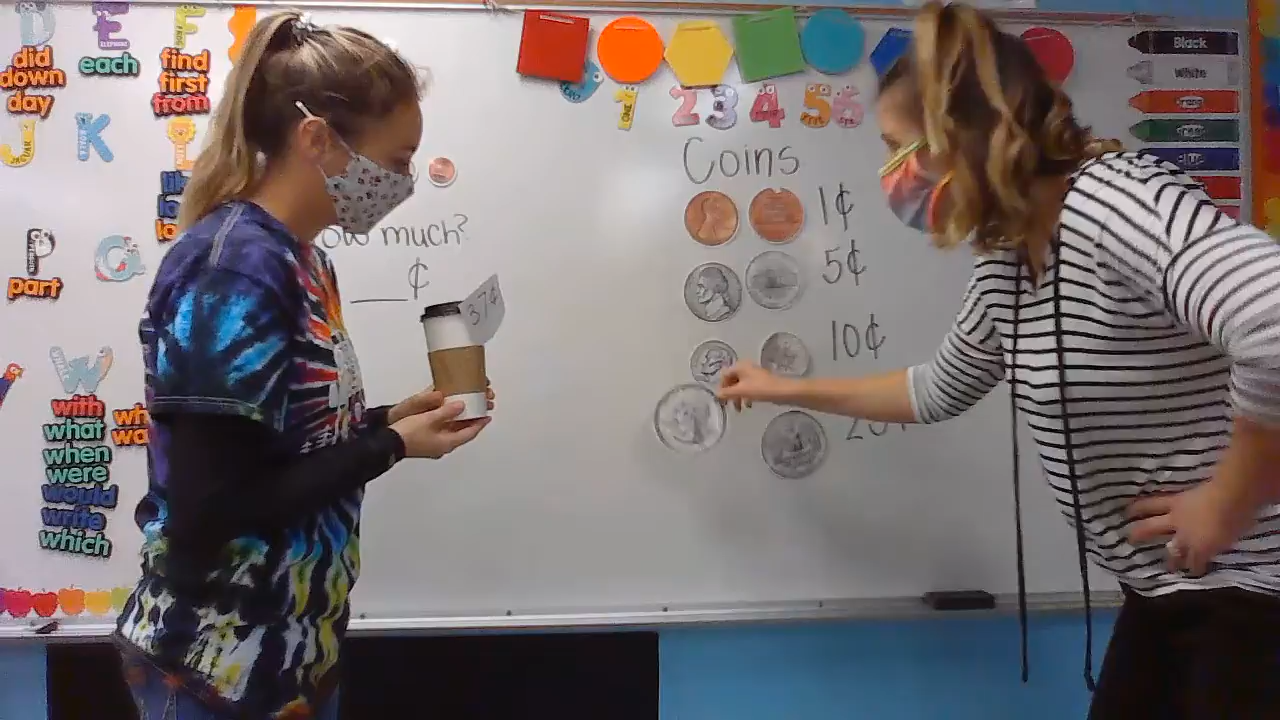 did
down
day
each
find
first
from
part
with
what
when
were
would
write
which
much?
¢
37¢
Coins
1¢
5¢
10¢
1
2 3 4 5 6
Black
White